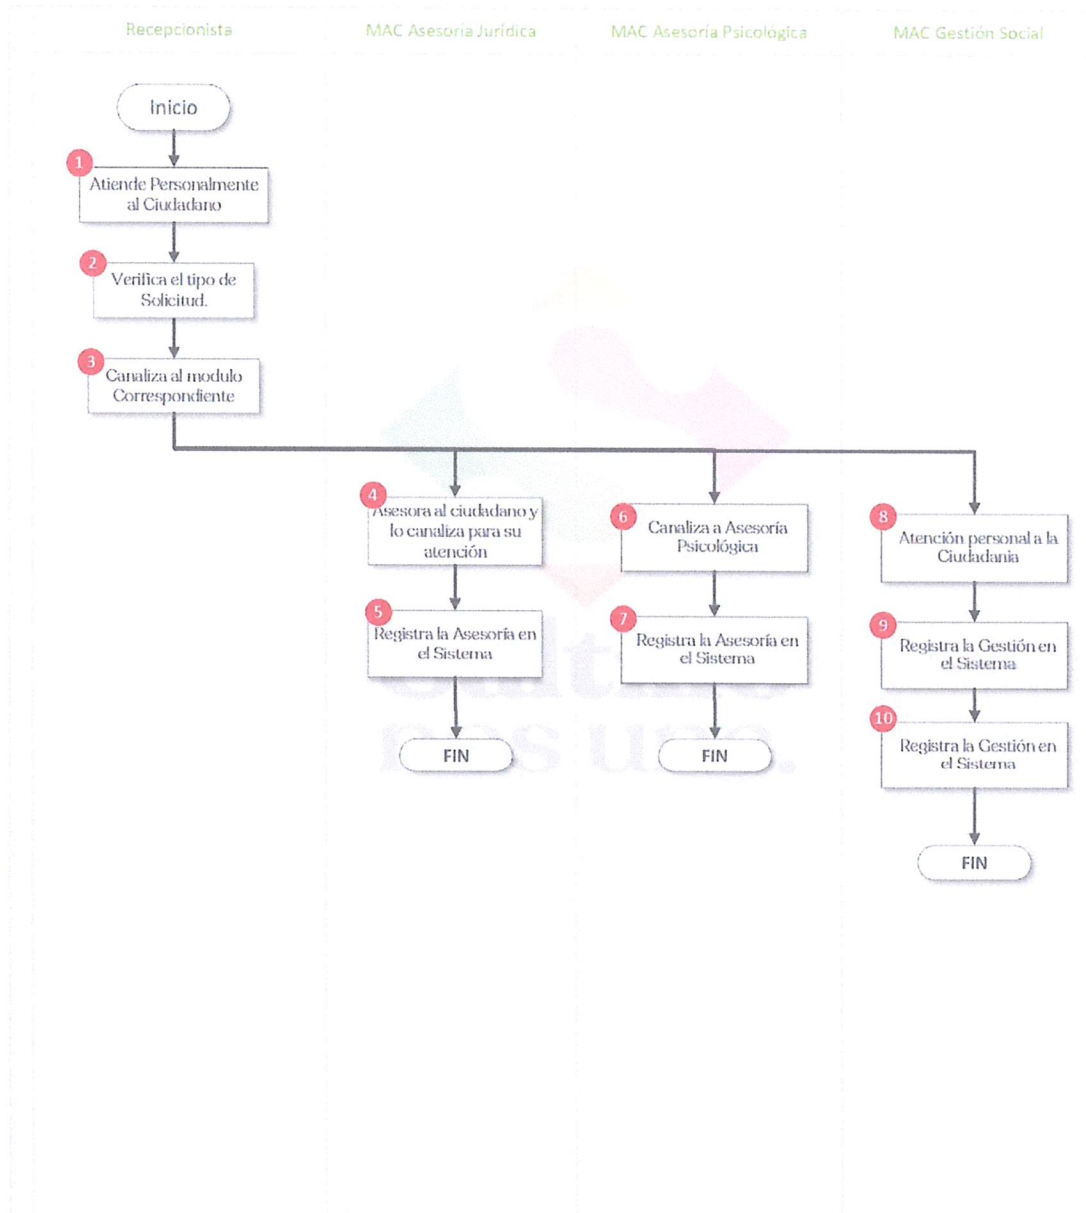 Recepcionista
MAC Asesoría Jurídica
MAC Asesoría Psicológica
MAC Gestión Social
Inicio
1
Atiende Personalmente
al Ciudadano
2
Verifica el tipo de
Solicitud.
3
Canaliza al modulo
Correspondiente
4
Asesora al ciudadano y
lo canaliza para su
atención
5
Registra la Asesoría en
el Sistema
FIN
6
Canaliza a Asesoría
Psicológica
7
Registra la Asesoría en
el Sistema
FIN
8
Atención personal a la
Ciudadania
9
Registra la Gestión en
el Sistema
10
Registra la Gestión en
el Sistema
FIN
nos une.